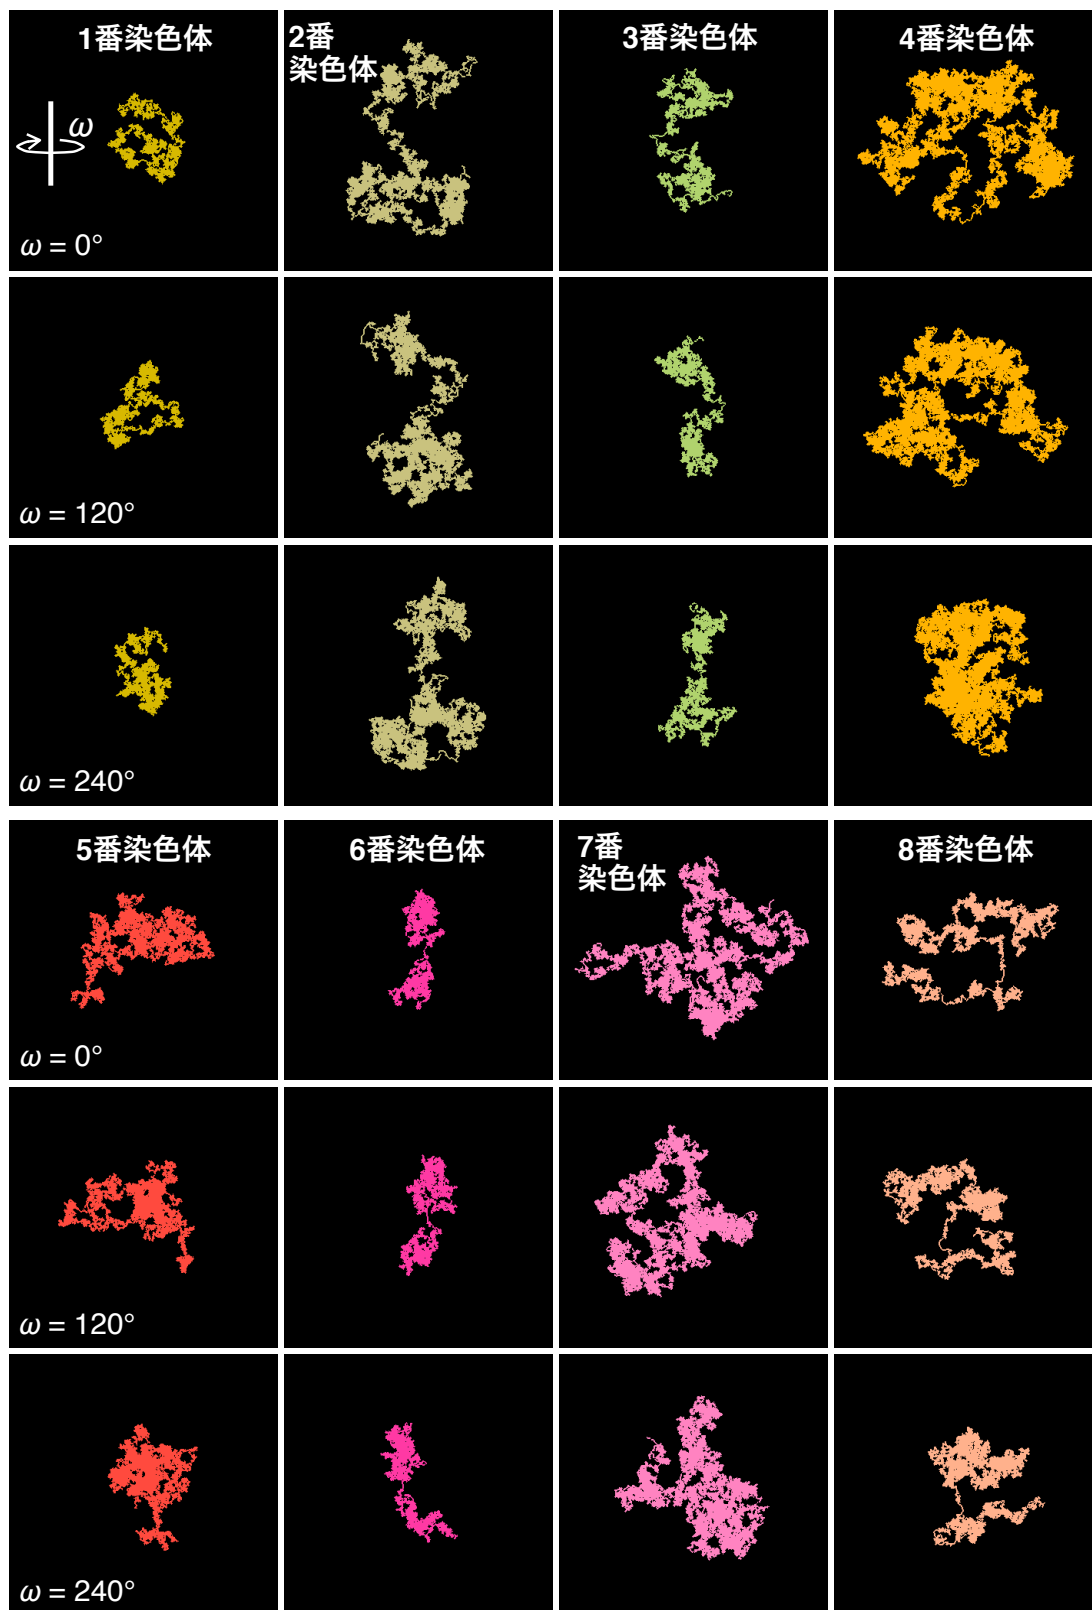 1番染色体
2番
染色体
3番染色体
4番染色体
ω
ω = 0°
ω = 120°
ω = 240°
5番染色体
6番染色体
7番
染色体
8番染色体
ω = 0°
ω = 120°
ω = 240°